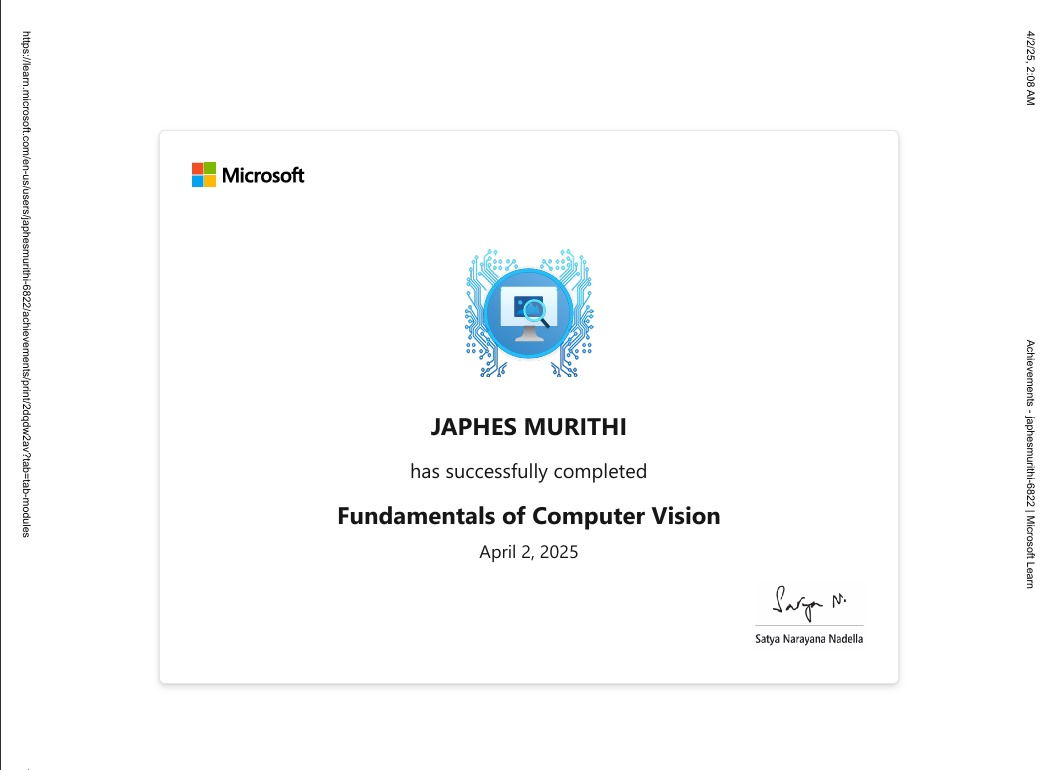 4/2/25, 2:08 AM
Achievements - japhesmurithi-6822 | Microsoft Learn
Microsoft
JAPHES MURITHI
has successfully completed
Fundamentals of Computer Vision
April 2, 2025
Satya N.
Satya Narayana Nadella
https://learn.microsoft.com/en-us/users/japhesmurithi-6822/achievements/print/2dqdw2av?tab=tab-modules